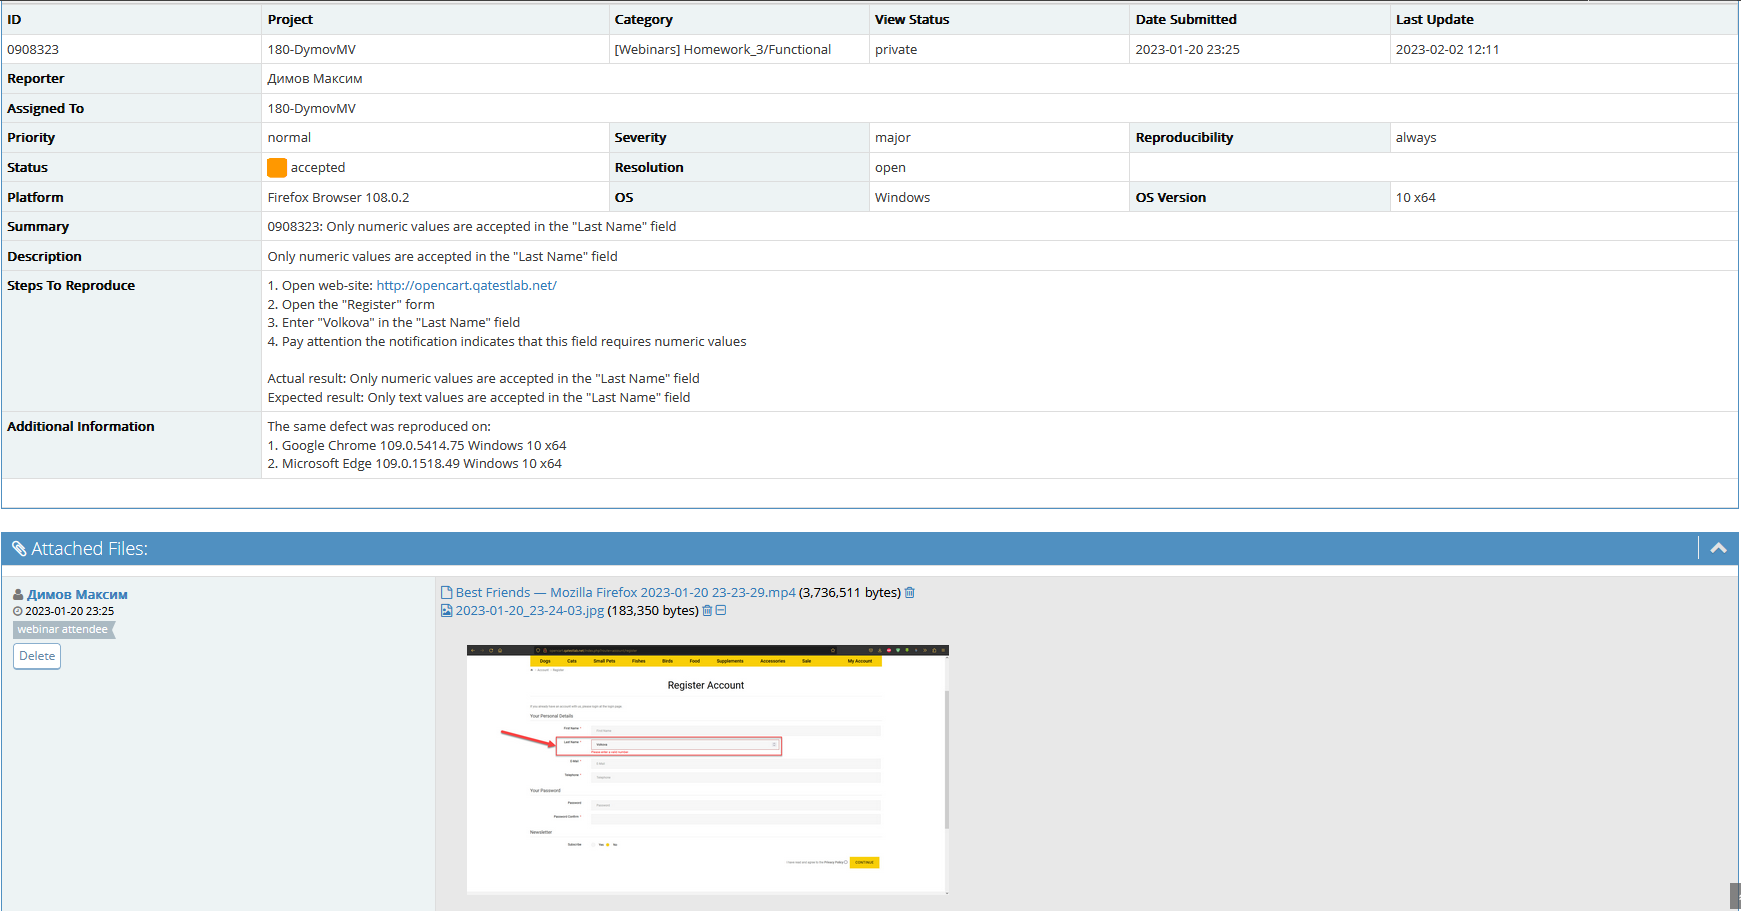 ID Project Category View Status Date Submitted Last Update
0908323 180-DymovMV [Webinars] Homework_3/Functional private 2023-01-20 23:25 2023-02-02 12:11
Reporter Димов Максим
Assigned To 180-DymovMV
Priority normal Severity major Reproducibility always
Status accepted Resolution open
Platform Firefox Browser 108.0.2 OS Windows OS Version 10 x64
Summary 0908323: Only numeric values are accepted in the "Last Name" field
Description Only numeric values are accepted in the "Last Name" field
Steps To Reproduce 1. Open web-site: http://opencart.qatestlab.net/
2. Open the "Register" form
3. Enter "Volkova" in the "Last Name" field
4. Pay attention the notification indicates that this field requires numeric values
Actual result: Only numeric values are accepted in the "Last Name" field
Expected result: Only text values are accepted in the "Last Name" field
Additional Information The same defect was reproduced on:
1. Google Chrome 109.0.5414.75 Windows 10 x64
2. Microsoft Edge 109.0.1518.49 Windows 10 x64
Attached Files:
Димов Максим
2023-01-20 23:25
webinar attendee
Delete
Best Friends — Mozilla Firefox 2023-01-20 23-23-29.mp4 (3,736,511 bytes)
2023-01-20_23-24-03.jpg (183,350 bytes)
Dogs Cats Small Pets Fishes Birds Food Supplements Accessories Sale My Account
Register Account
Your Personal Details
First Name *
Last Name * Volkova
E-Mail * E-Mail
Telephone * Telephone
Your Password
Password Password
Password Confirm *
Newsletter
Subscribe Yes No
CONTINUE